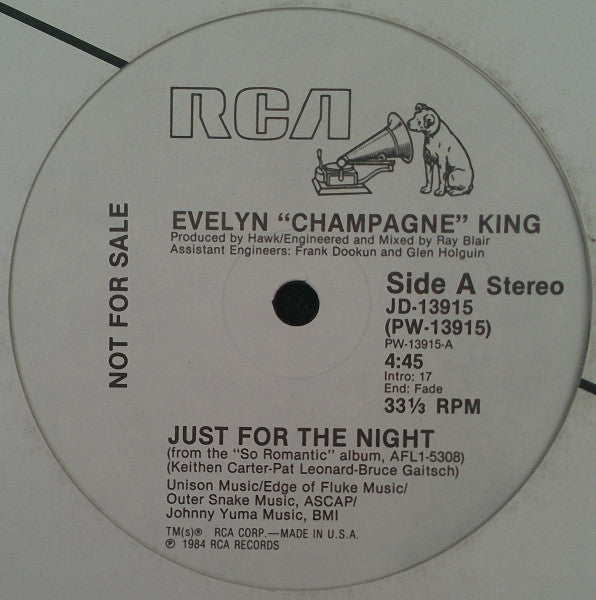 RCA
NOT FOR SALE
EVELYN "CHAMPAGNE" KING
Produced by Hawk/Engineered and Mixed by Ray Blair
Assistant Engineers: Frank Dookun and Glen Holguin
Side A Stereo
JD-13915
(PW-13915)
PW-13915-A
4:45
Intro: 17
End: Fade
33⅓ RPM
JUST FOR THE NIGHT
(from the "So Romantic" album, AFL1-5308)
(Keithen Carter-Pat Leonard-Bruce Gaitsch)
Unison Music/Edge of Fluke Music/
Outer Snake Music, ASCAP/
Johnny Yuma Music, BMI
TM(s)® RCA CORP.—MADE IN U.S.A.
℗ 1984 RCA RECORDS